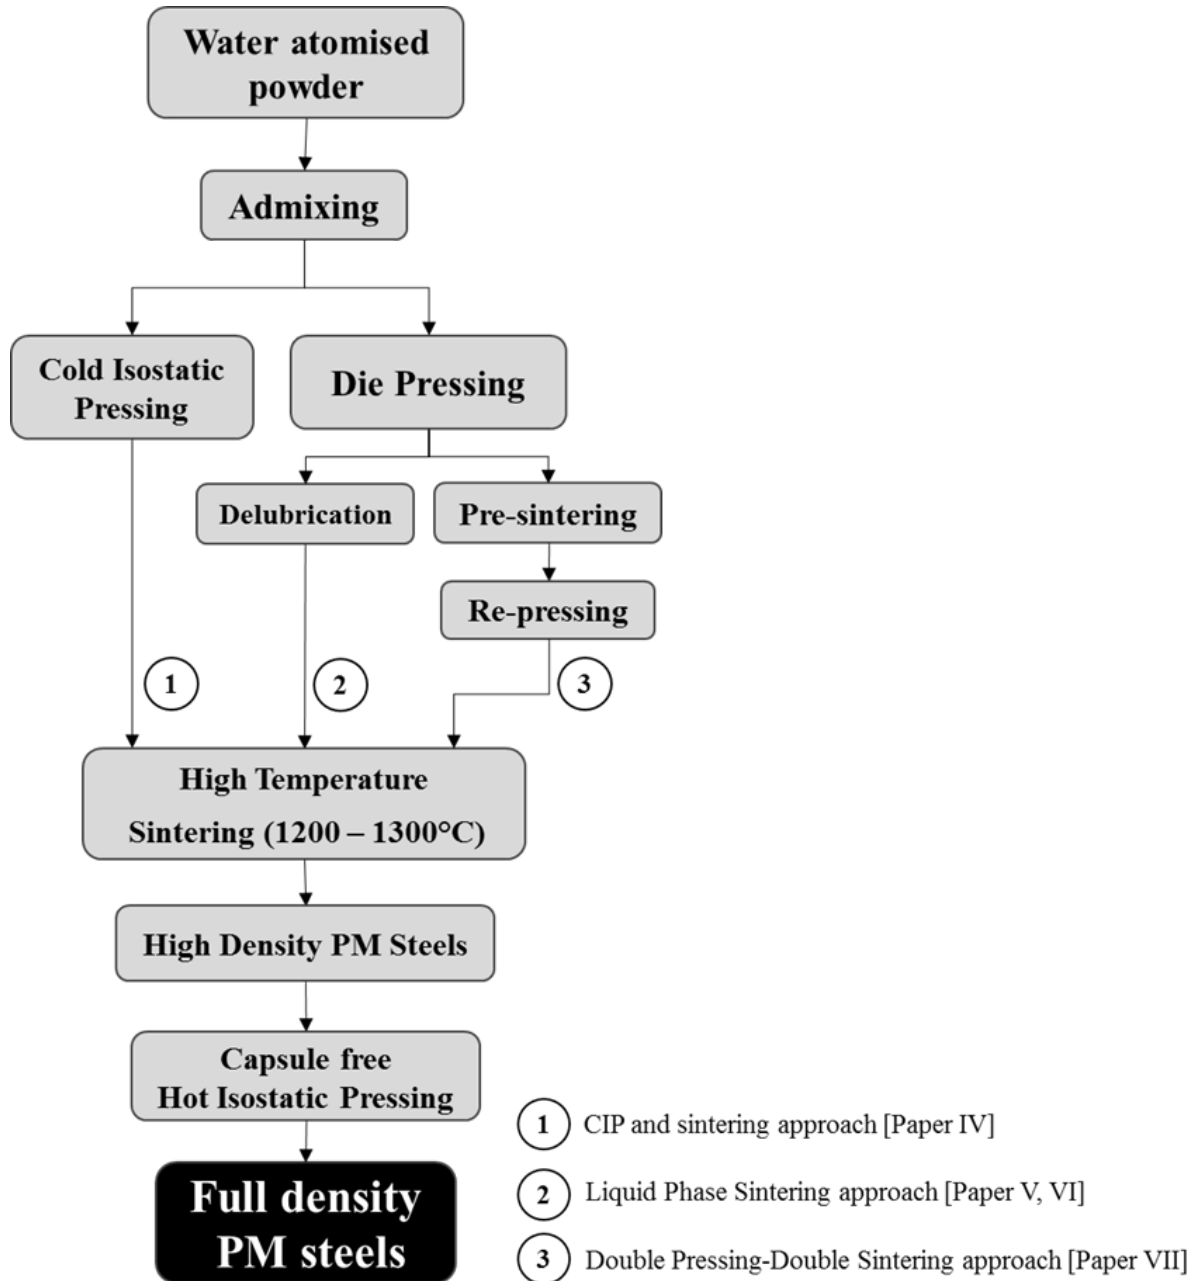 Water atomised
powder
Admixing
Cold Isostatic
Pressing
Die Pressing
Delubrication
Pre-sintering
Re-pressing
1
2
3
High Temperature
Sintering (1200 – 1300°C)
High Density PM Steels
Capsule free
Hot Isostatic Pressing
Full density
PM steels
1 CIP and sintering approach [Paper IV]
2 Liquid Phase Sintering approach [Paper V, VI]
3 Double Pressing-Double Sintering approach [Paper VII]